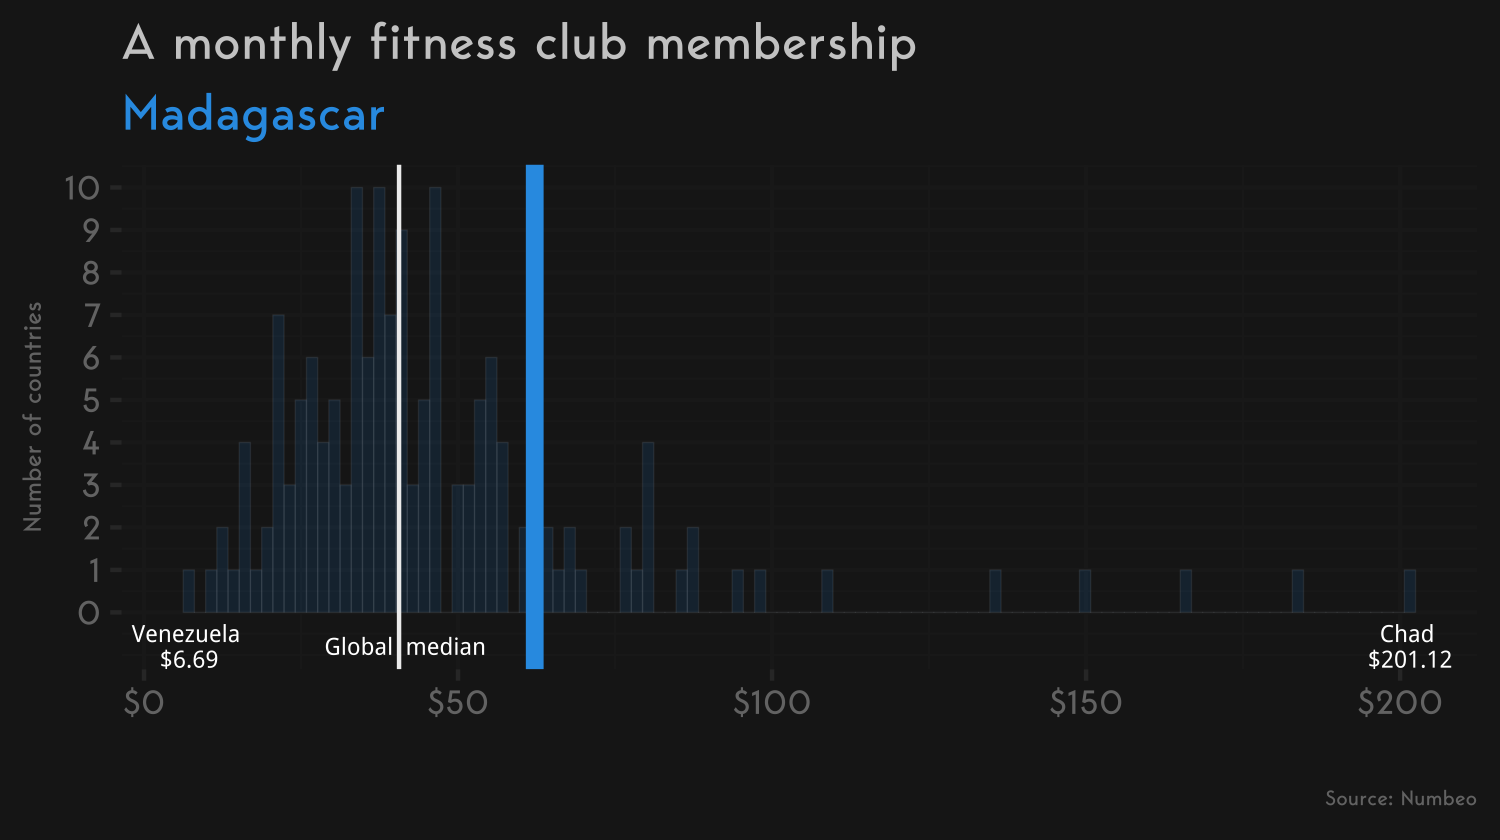 A monthly fitness club membership
Madagascar
Number of countries
10
9
8
7
6
5
4
3
2
1
0
Venezuela
$6.69
Global median
Chad
$201.12
$0 $50 $100 $150 $200
Source: Numbeo